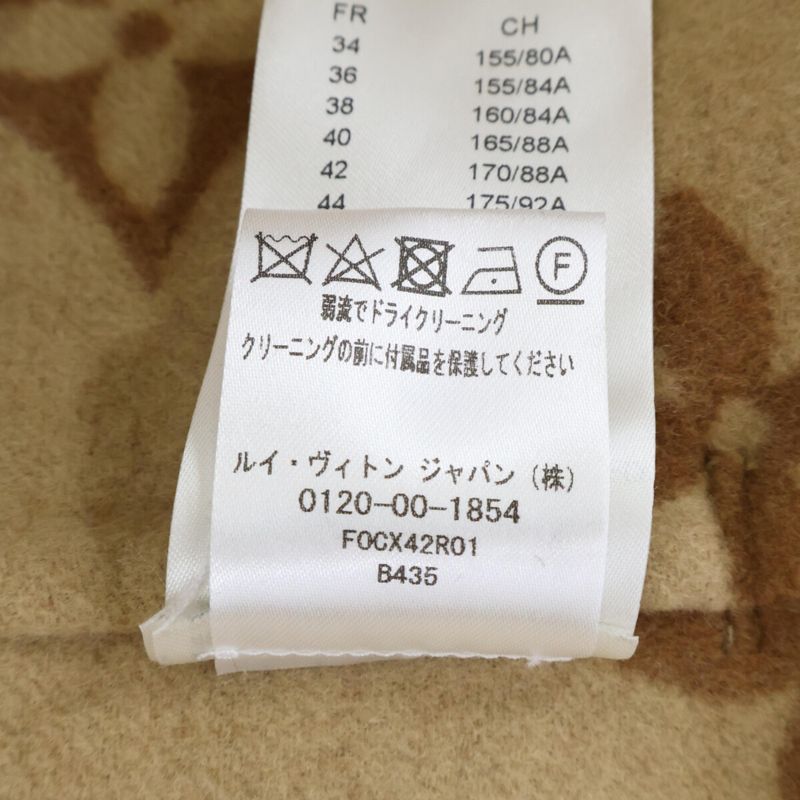 FR CH
34 155/80A
36 155/84A
38 160/84A
40 165/88A
42 170/88A
44 175/92A
F
弱流でドライクリーニング
クリーニングの前に付属品を保護してください
ルイ・ヴィトン ジャパン（株）
0120-00-1854
FOCX42R01
B435